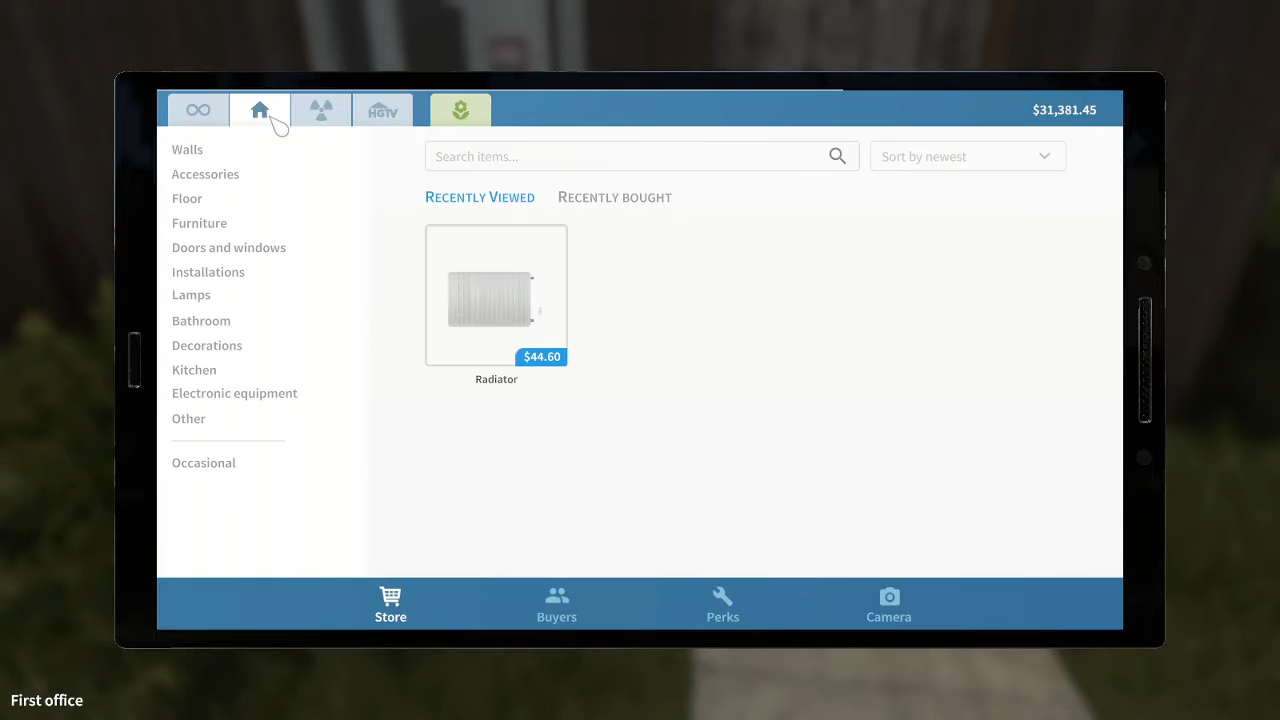 HGTV
$31,381.45
Walls
Accessories
Floor
Furniture
Doors and windows
Installations
Lamps
Bathroom
Decorations
Kitchen
Electronic equipment
Other
Occasional
Search items...
Sort by newest
RECENTLY VIEWED
RECENTLY BOUGHT
$44.60
Radiator
Store
Buyers
Perks
Camera
First office